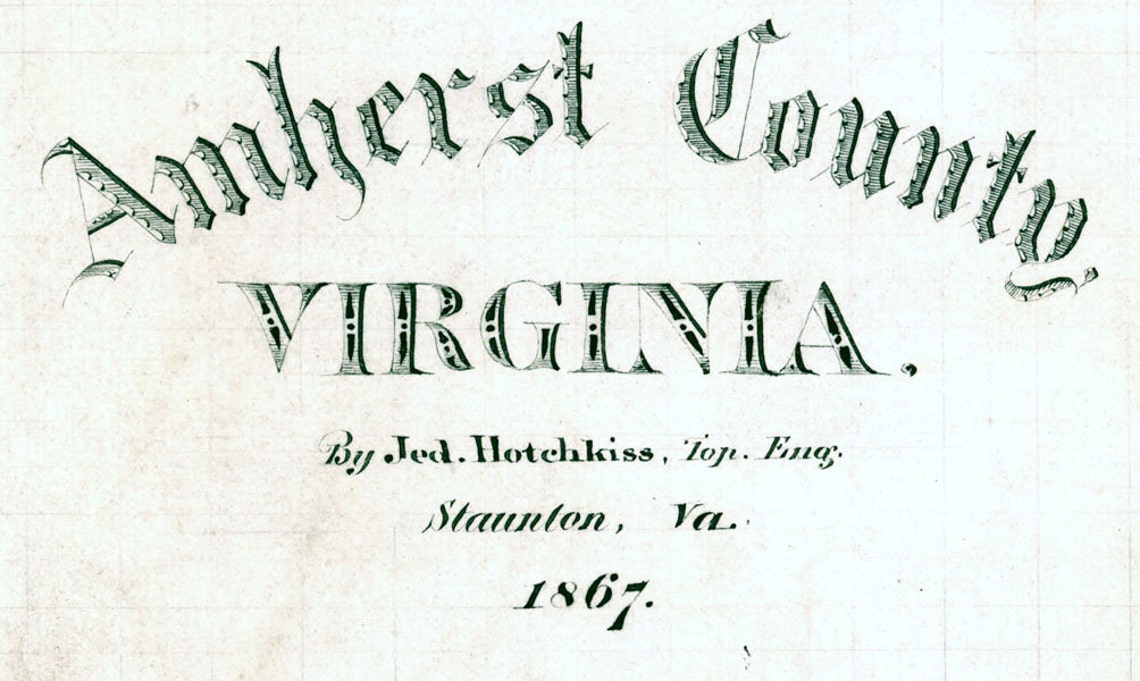 Amherst County,
VIRGINIA.
By Jed. Hotchkiss, Top. Eng.
Staunton, Va.
1867.